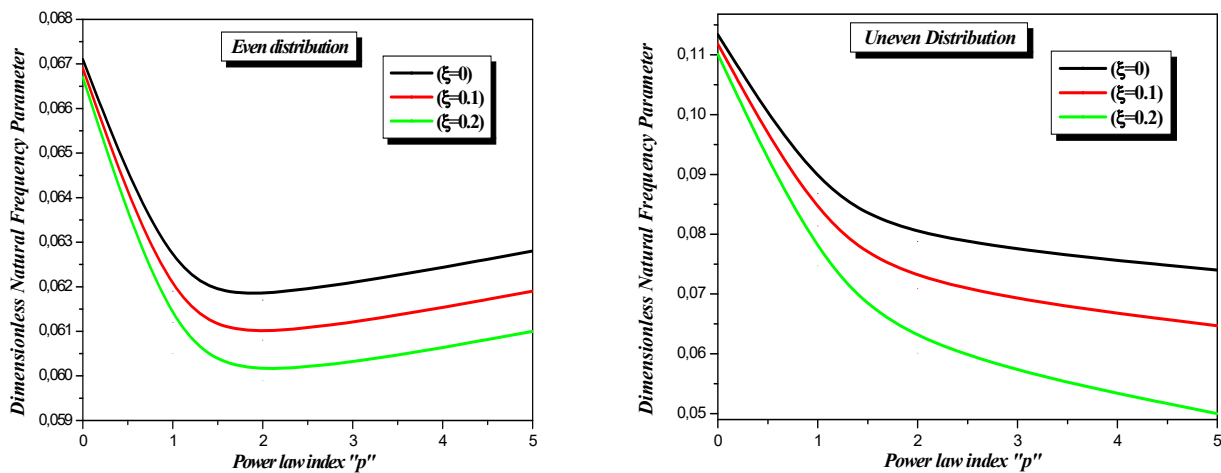 Even distribution
(ξ=0)
(ξ=0.1)
(ξ=0.2)
Dimensionless Natural Frequency Parameter
0,068
0,067
0,066
0,065
0,064
0,063
0,062
0,061
0,060
0,059
0 1 2 3 4 5
Power law index "p"
Uneven Distribution
(ξ=0)
(ξ=0.1)
(ξ=0.2)
Dimensionless Natural Frequency Parameter
0,11
0,10
0,09
0,08
0,07
0,06
0,05
0 1 2 3 4 5
Power law index "p"